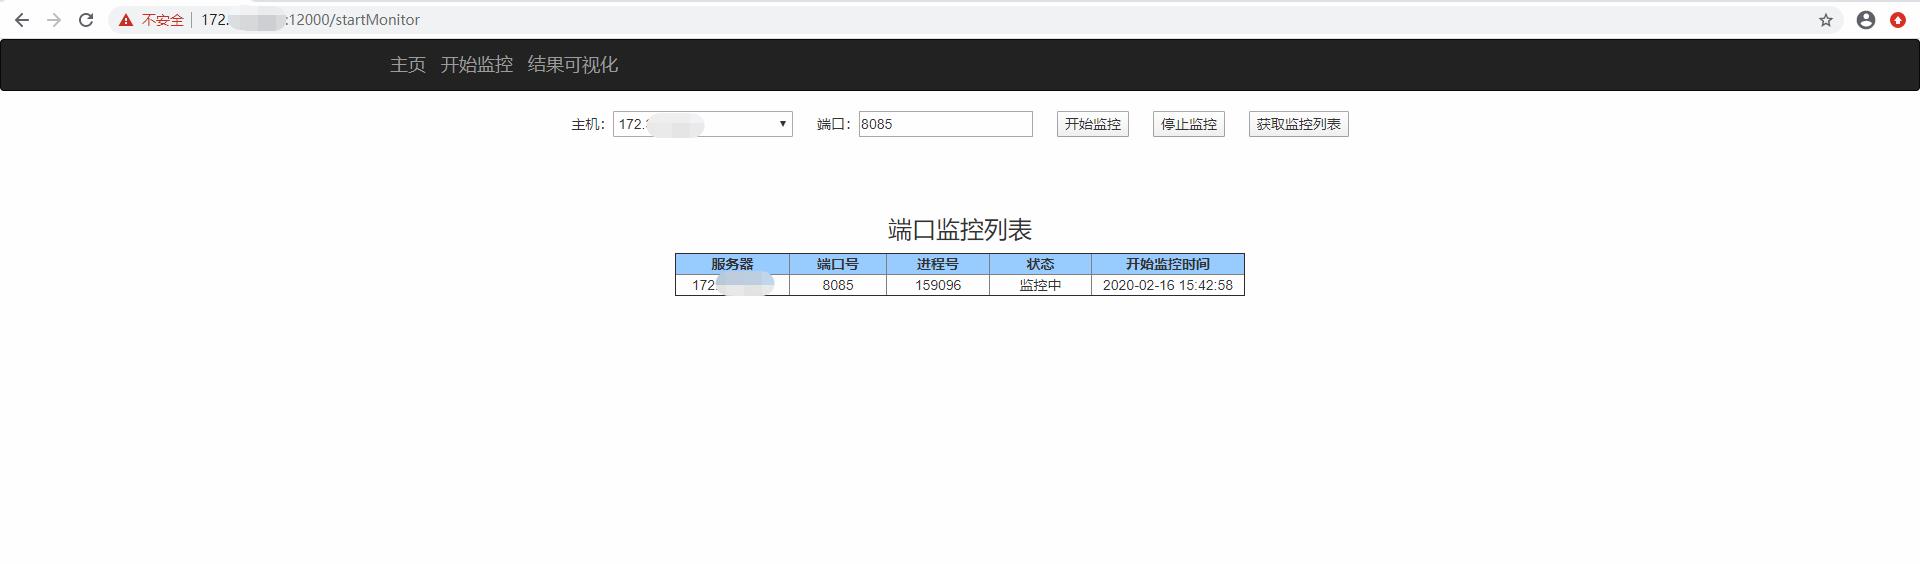 不安全 172. :12000/startMonitor
主页 开始监控 结果可视化
主机： 172. 端口： 8085 开始监控 停止监控 获取监控列表
端口监控列表
服务器 端口号 进程号 状态 开始监控时间
172. 8085 159096 监控中 2020-02-16 15:42:58